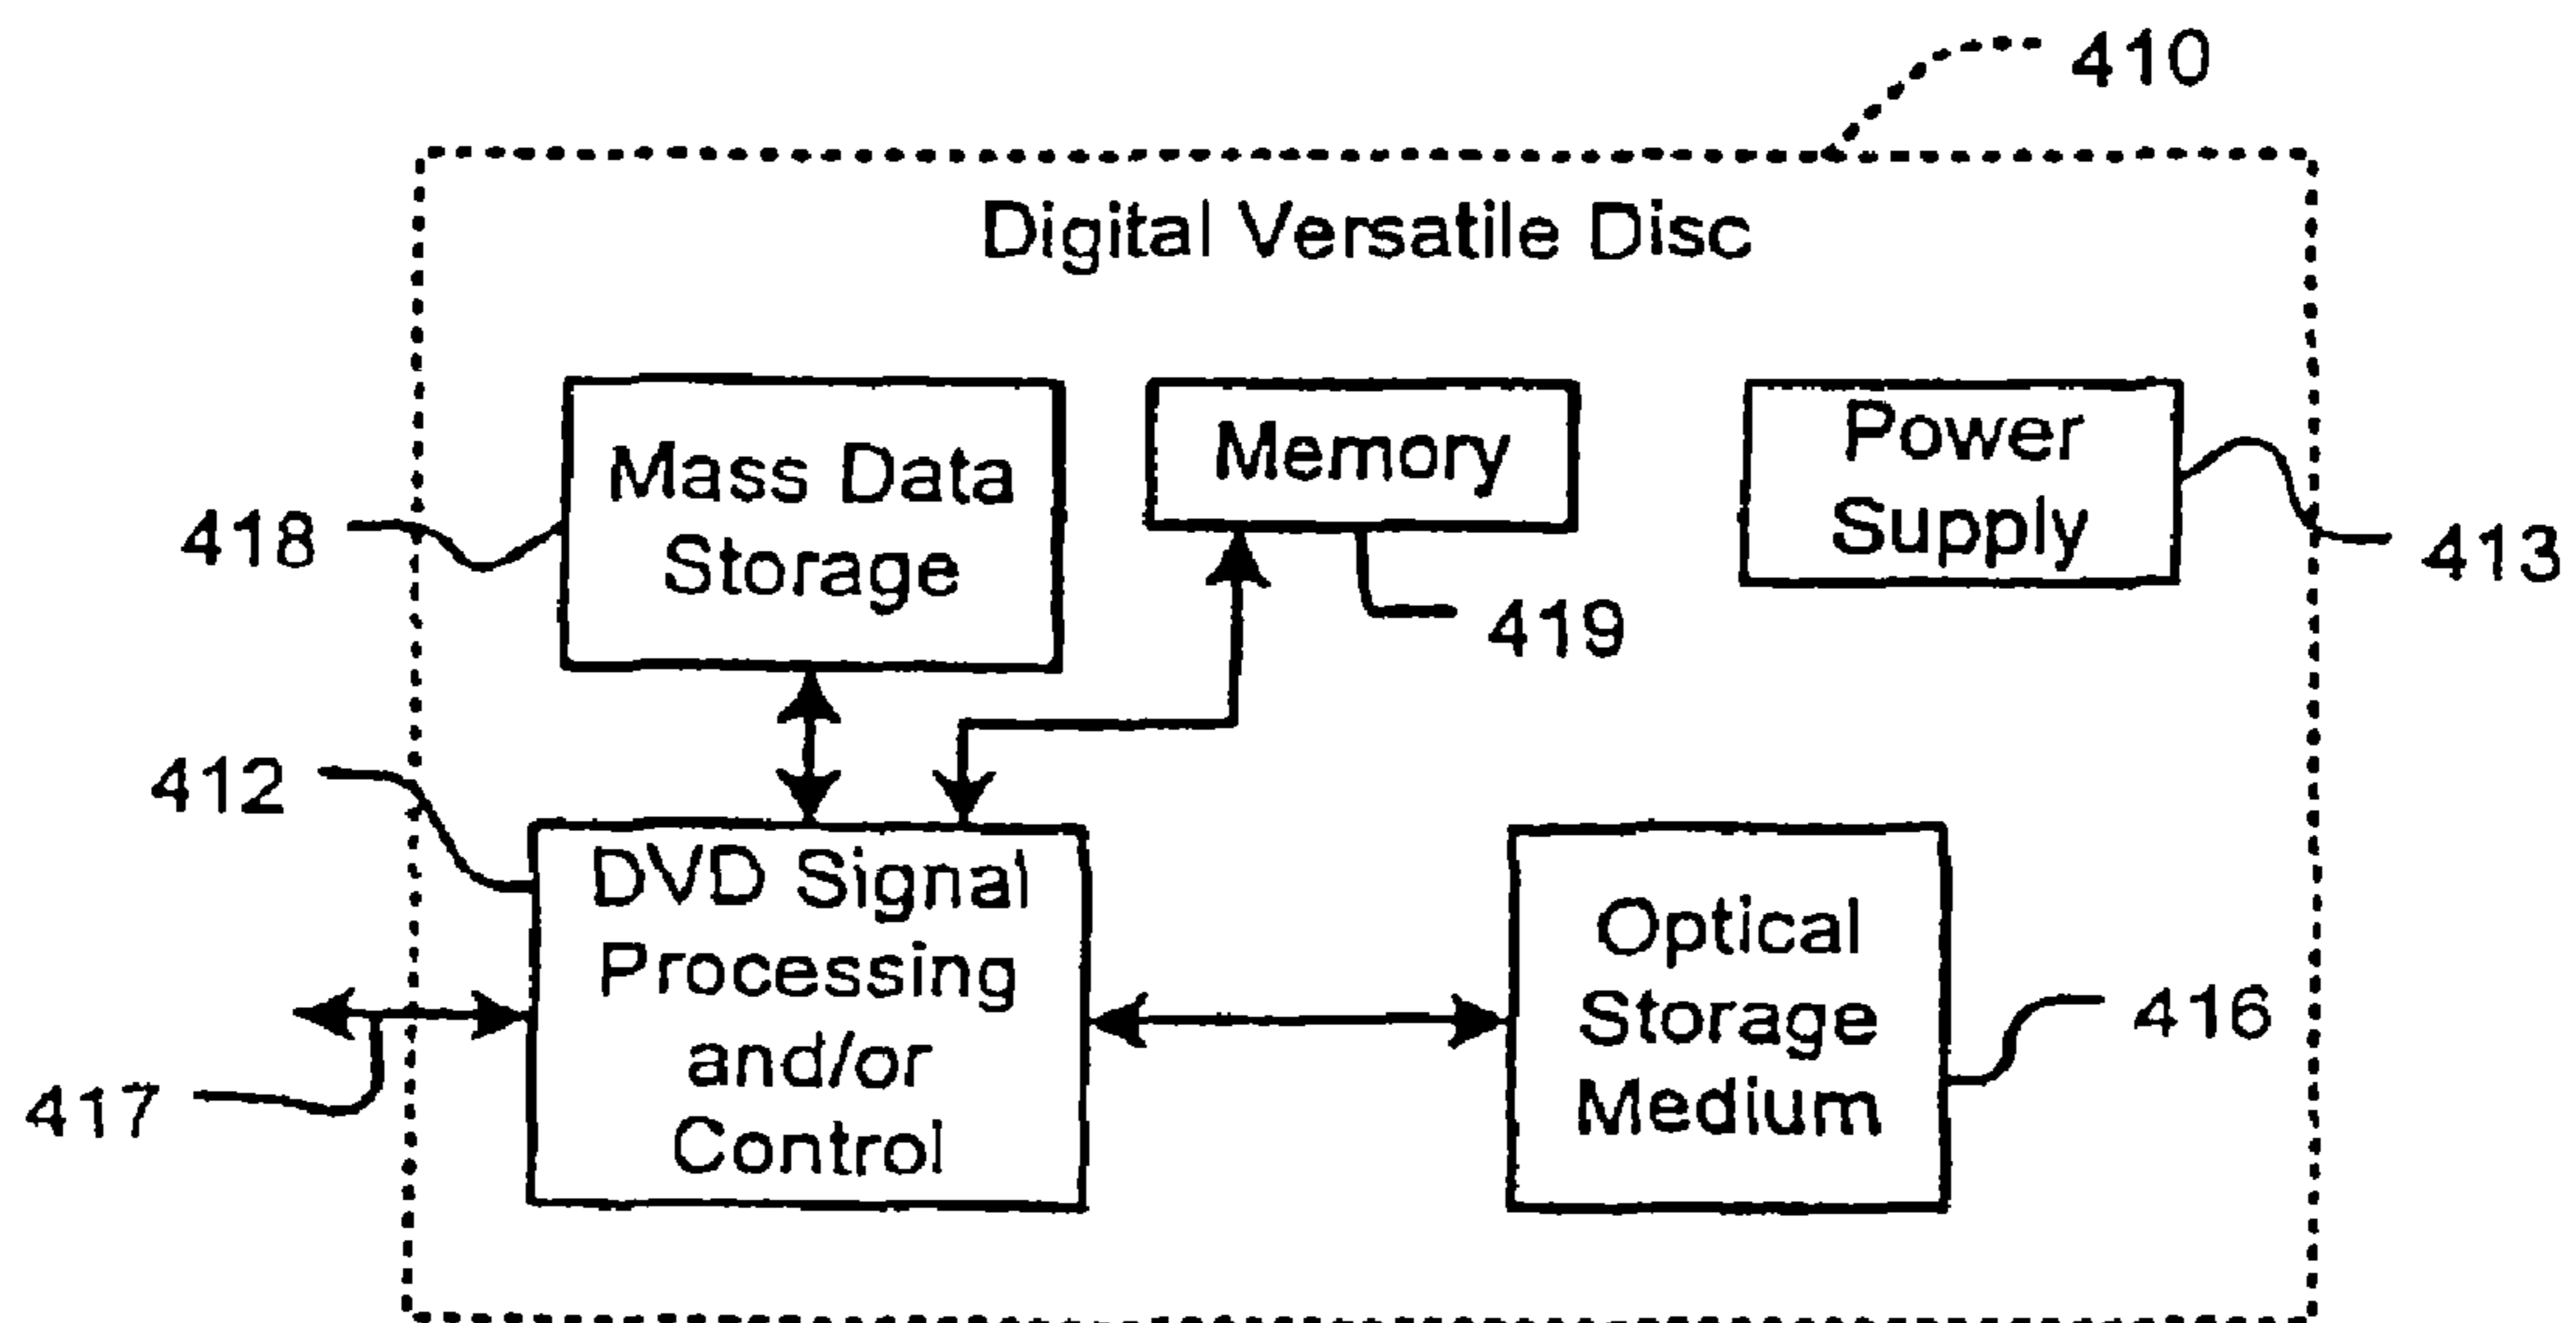 410
Digital Versatile Disc
Mass Data
Storage
418
Memory
419
Power
Supply
413
412
DVD Signal
Processing
and/or
Control
417
Optical
Storage
Medium
416